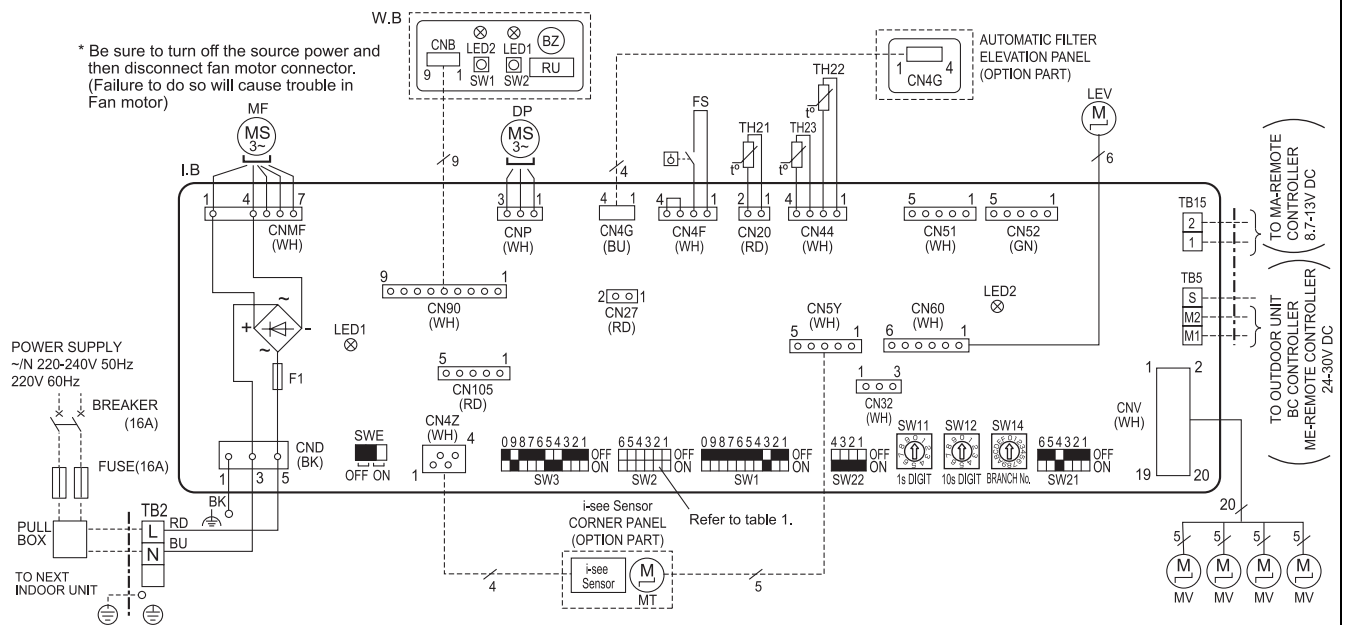 W.B
* Be sure to turn off the source power and
then disconnect fan motor connector.
(Failure to do so will cause trouble in
Fan motor)
CNB
9 1
LED2 LED1
SW1 SW2
BZ
RU
AUTOMATIC FILTER
ELEVATION PANEL
(OPTION PART)
1 4
CN4G
MF
MS
3~
DP
MS
3~
9
4
FS
TH21
t°
TH23
t°
TH22
t°
LEV
M
6
TO MA-REMOTE
CONTROLLER
8.7-13V DC
I.B
1 4 7
CNMF
(WH)
3 1
CNP
(WH)
4 1
CN4G
(BU)
4 1
CN4F
(WH)
2 1
CN20
(RD)
4 1
CN44
(WH)
5 1
CN51
(WH)
5 1
CN52
(GN)
TB15
2
1
TB5
S
M2
M1
TO OUTDOOR UNIT
BC CONTROLLER
ME-REMOTE CONTROLLER
24-30V DC
~
+ -
~
F1
LED1
9 1
CN90
(WH)
2 1
CN27
(RD)
LED2
CN5Y
(WH)
5 1
CN60
(WH)
6 1
1 3
CN32
(WH)
5 1
CN105
(RD)
1 2
CNV
(WH)
19 20
POWER SUPPLY
~/N 220-240V 50Hz
220V 60Hz
BREAKER
(16A)
FUSE(16A)
CND
(BK)
1 3 5
SWE
OFF ON
CN4Z
(WH)
4
1
0987654321
OFF
ON
SW3
654321
OFF
ON
SW2
0987654321
OFF
ON
SW1
4321
OFF
ON
SW22
SW11
1s DIGIT
SW12
10s DIGIT
SW14
BRANCH No.
654321
OFF
ON
SW21
Refer to table 1.
BK
TB2
L
N
RD
BU
PULL
BOX
TO NEXT
INDOOR UNIT
i-see Sensor
CORNER PANEL
(OPTION PART)
i-see
Sensor
M
MT
4
5
20
5 5 5 5
M M M M
MV MV MV MV